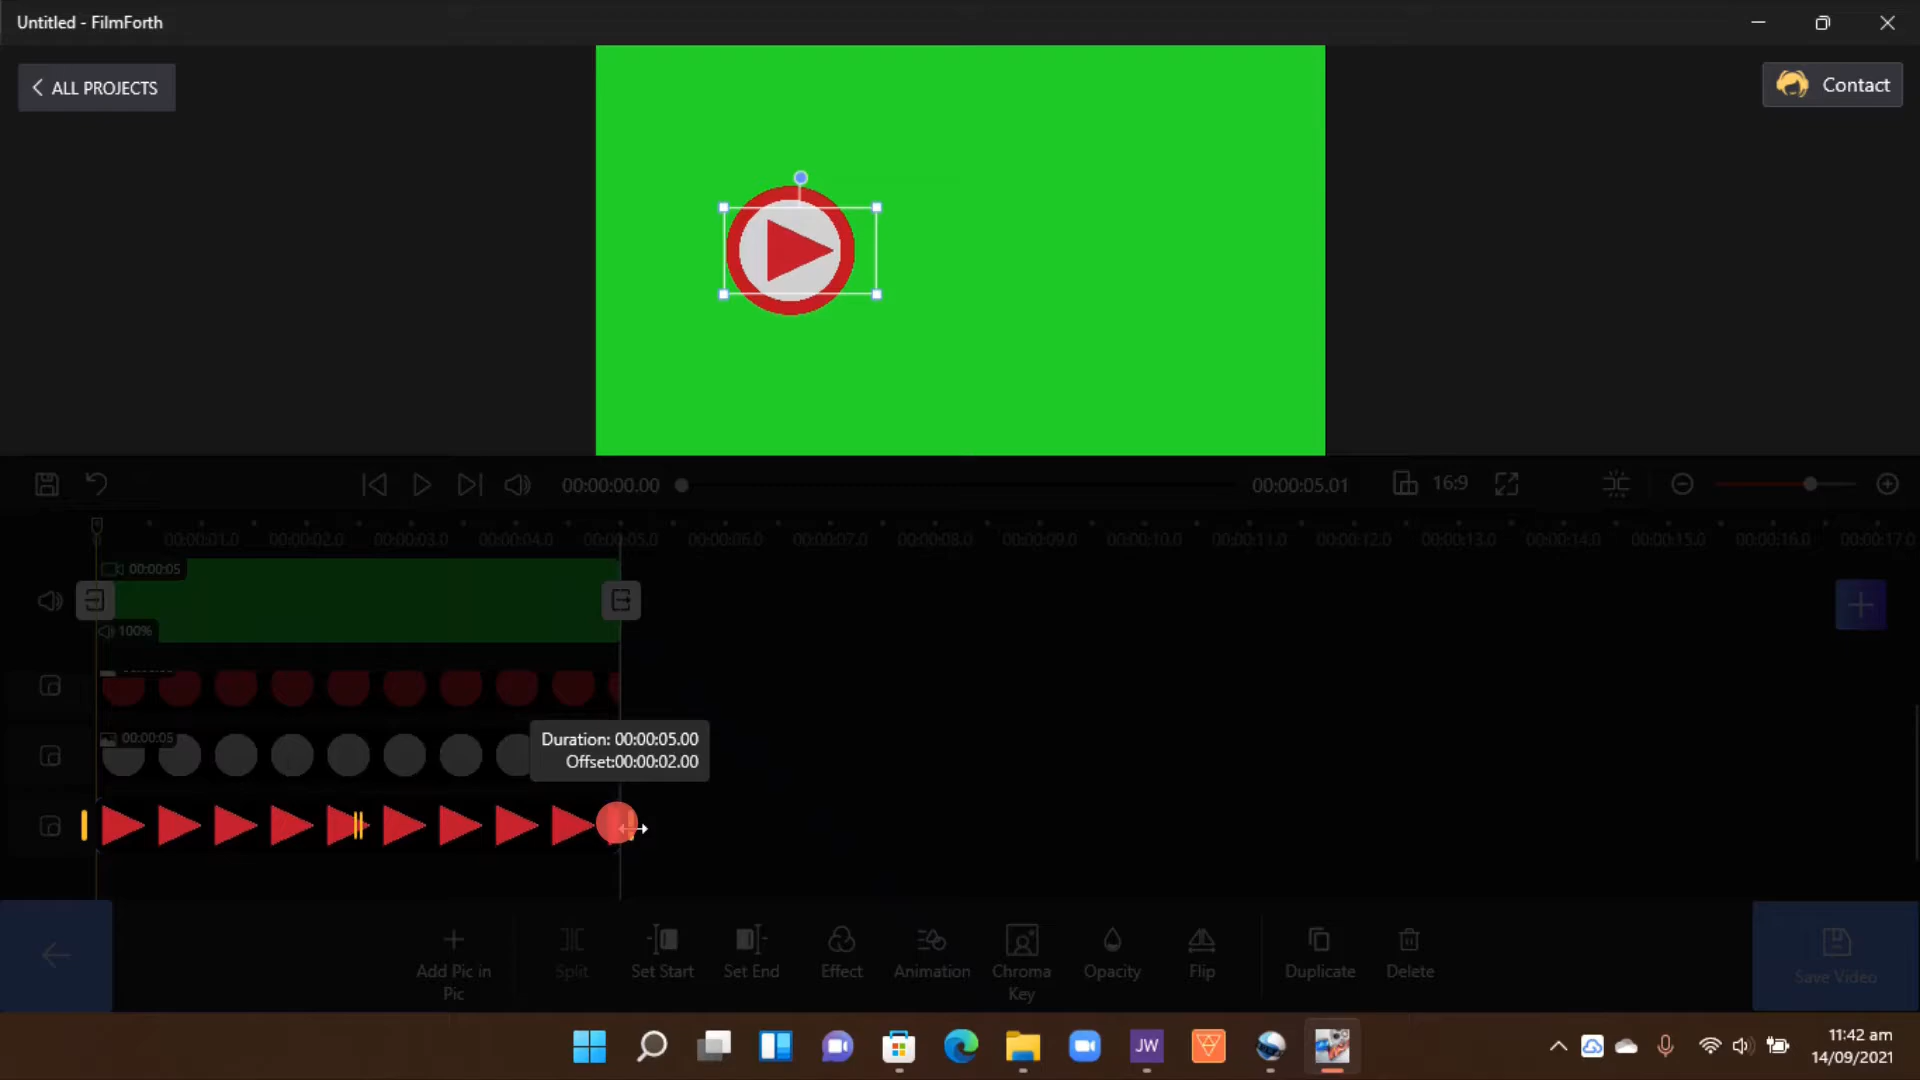 Untitled - FilmForth
ALL PROJECTS
Contact
00:00:00.00
00:00:05.01
16:9
00:00:01.0 00:00:02.0 00:00:03.0 00:00:04.0 00:00:05.0 00:00:06.0 00:00:07.0 00:00:08.0 00:00:09.0 00:00:10.0 00:00:11.0 00:00:12.0 00:00:13.0 00:00:14.0 00:00:15.0 00:00:16.0 00:00:17.0
00:00:05
100%
00:00:05
Duration: 00:00:05.00
Offset:00:00:02.00
Add Pic in
Pic
Split
Set Start
Set End
Effect
Animation
Chroma
Key
Opacity
Flip
Duplicate
Delete
Save Video
JW
11:42 am
14/09/2021